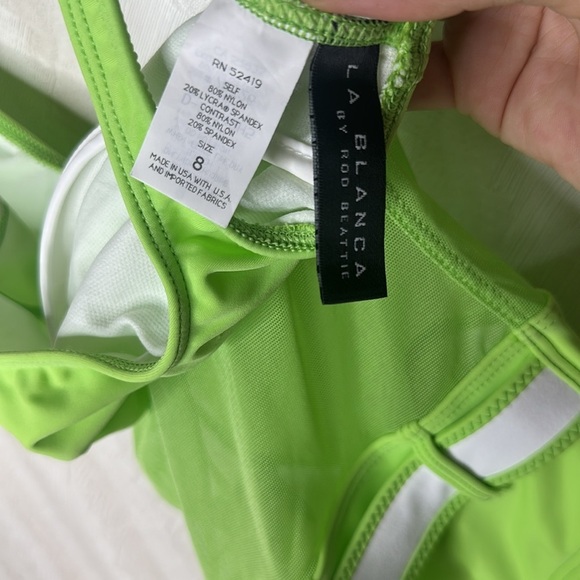 RN 52419
SELF
80% NYLON
20% LYCRA® SPANDEX
CONTRAST
80% NYLON
20% SPANDEX
SIZE
8
MADE IN USA WITH U.S.A.
AND IMPORTED FABRICS
LA BLANCA
BY ROD BEATTIE